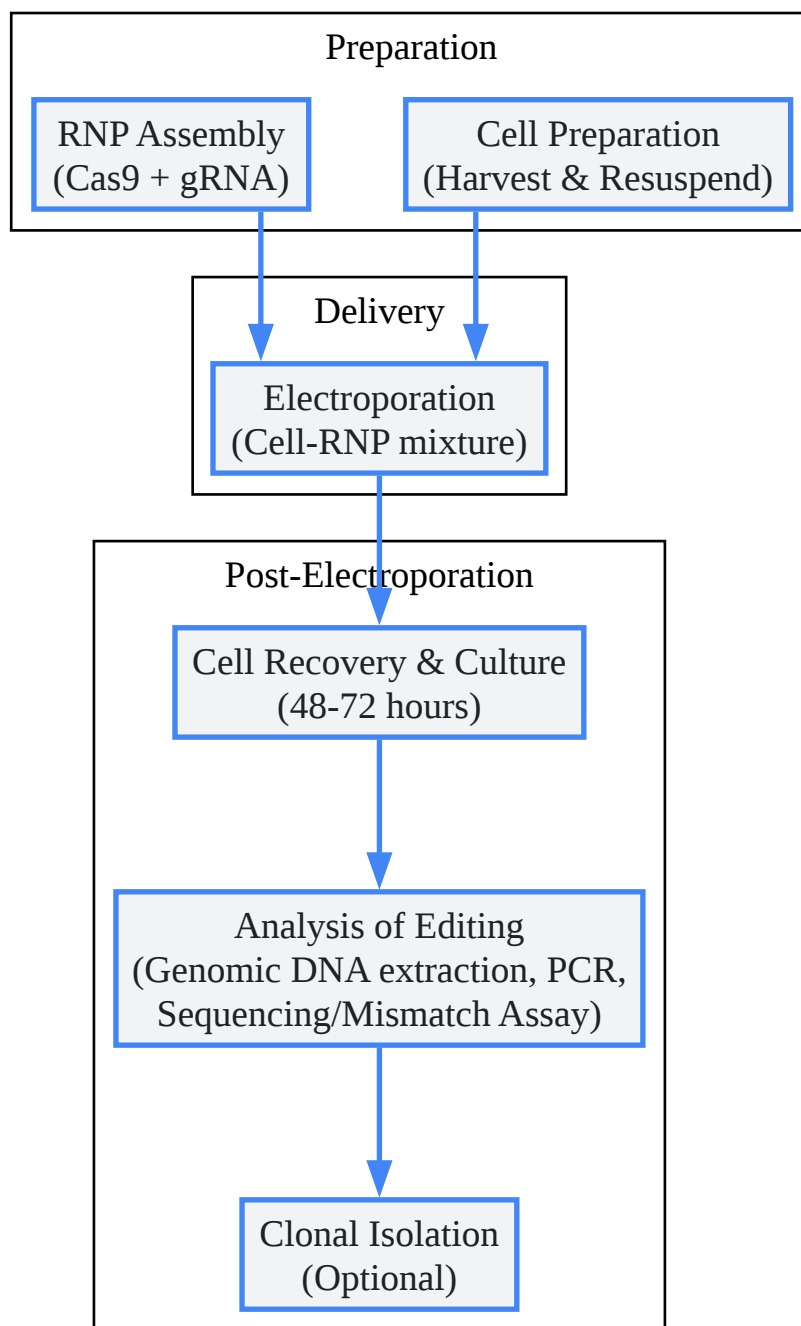 Preparation
RNP Assembly
(Cas9 + gRNA)
Cell Preparation
(Harvest & Resuspend)
Delivery
Electroporation
(Cell-RNP mixture)
Post-Electroporation
Cell Recovery & Culture
(48-72 hours)
Analysis of Editing
(Genomic DNA extraction, PCR,
Sequencing/Mismatch Assay)
Clonal Isolation
(Optional)